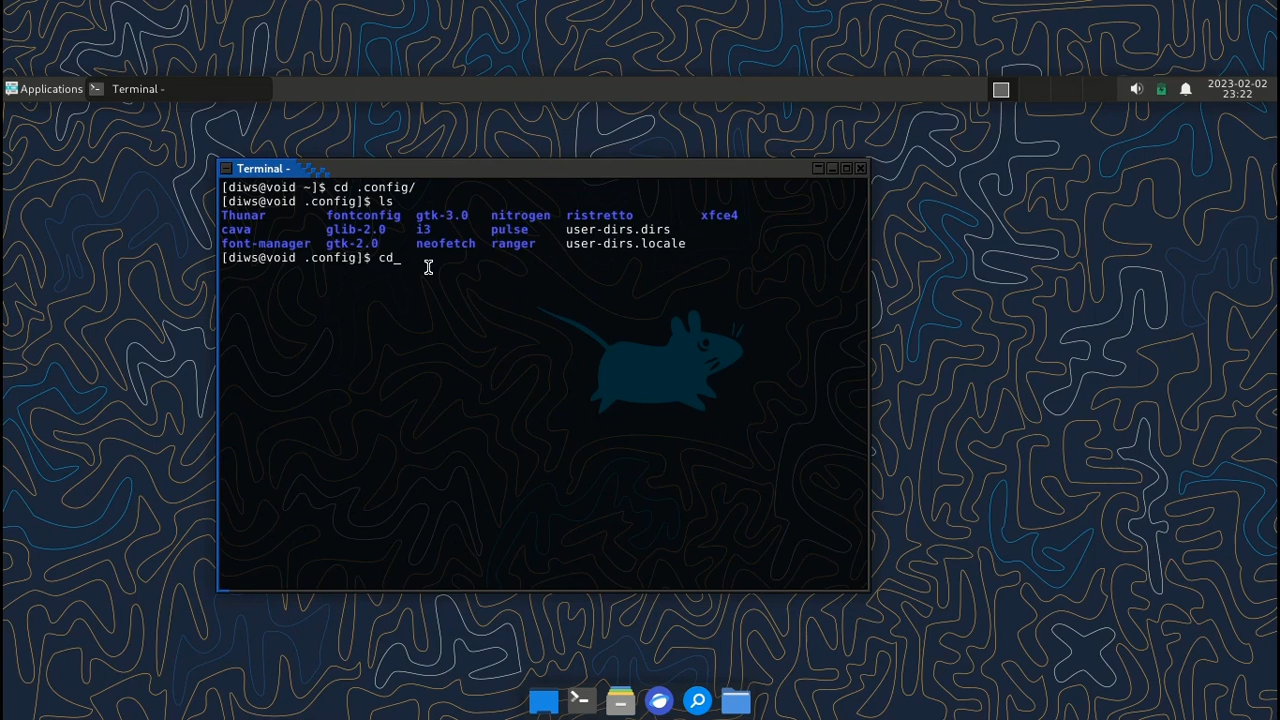 Applications Terminal - 2023-02-02
23:22
Terminal -
[diws@void ~]$ cd .config/
[diws@void .config]$ ls
Thunar fontconfig gtk-3.0 nitrogen ristretto xfce4
cava glib-2.0 i3 pulse user-dirs.dirs
font-manager gtk-2.0 neofetch ranger user-dirs.locale
[diws@void .config]$ cd_